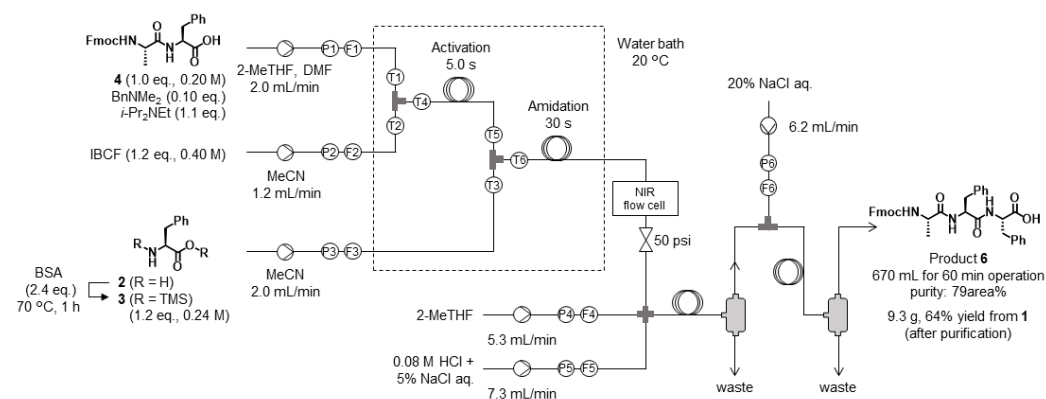 Ph
FmocHN
O
N
H
OH
O
4 (1.0 eq., 0.20 M)
BnNMe2 (0.10 eq.)
i-Pr2NEt (1.1 eq.)
2-MeTHF, DMF
2.0 mL/min
P1 F1
IBCF (1.2 eq., 0.40 M)
MeCN
1.2 mL/min
P2 F2
T1
T2
T4
Activation
5.0 s
T5
T3
T6
Amidation
30 s
Water bath
20 °C
Ph
R
N
H
O
O
R
BSA
(2.4 eq.)
70 °C, 1 h
2 (R = H)
3 (R = TMS)
(1.2 eq., 0.24 M)
MeCN
2.0 mL/min
P3 F3
NIR
flow cell
50 psi
2-MeTHF
5.3 mL/min
P4 F4
0.08 M HCl +
5% NaCl aq.
7.3 mL/min
P5 F5
waste
20% NaCl aq.
6.2 mL/min
P6
F6
waste
FmocHN
O
N
H
Ph
O
H
N
O
OH
Ph
Product 6
670 mL for 60 min operation
purity: 79area%
9.3 g, 64% yield from 1
(after purification)